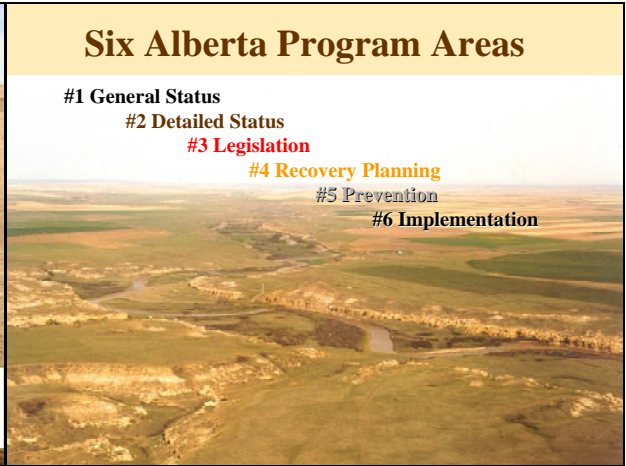 Six Alberta Program Areas
#1 General Status
#2 Detailed Status
#3 Legislation
#4 Recovery Planning
#5 Prevention
#6 Implementation